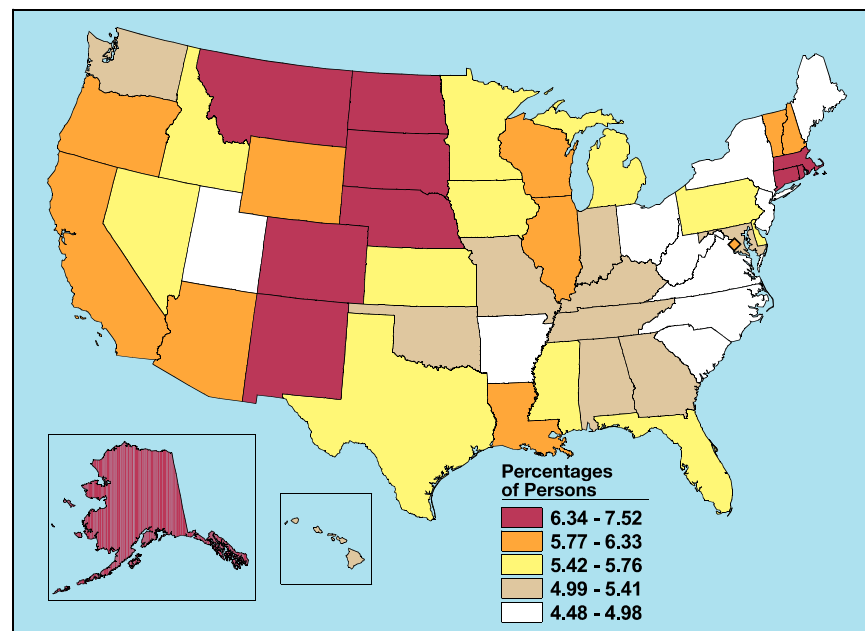 Percentages
of Persons
6.34 - 7.52
5.77 - 6.33
5.42 - 5.76
4.99 - 5.41
4.48 - 4.98